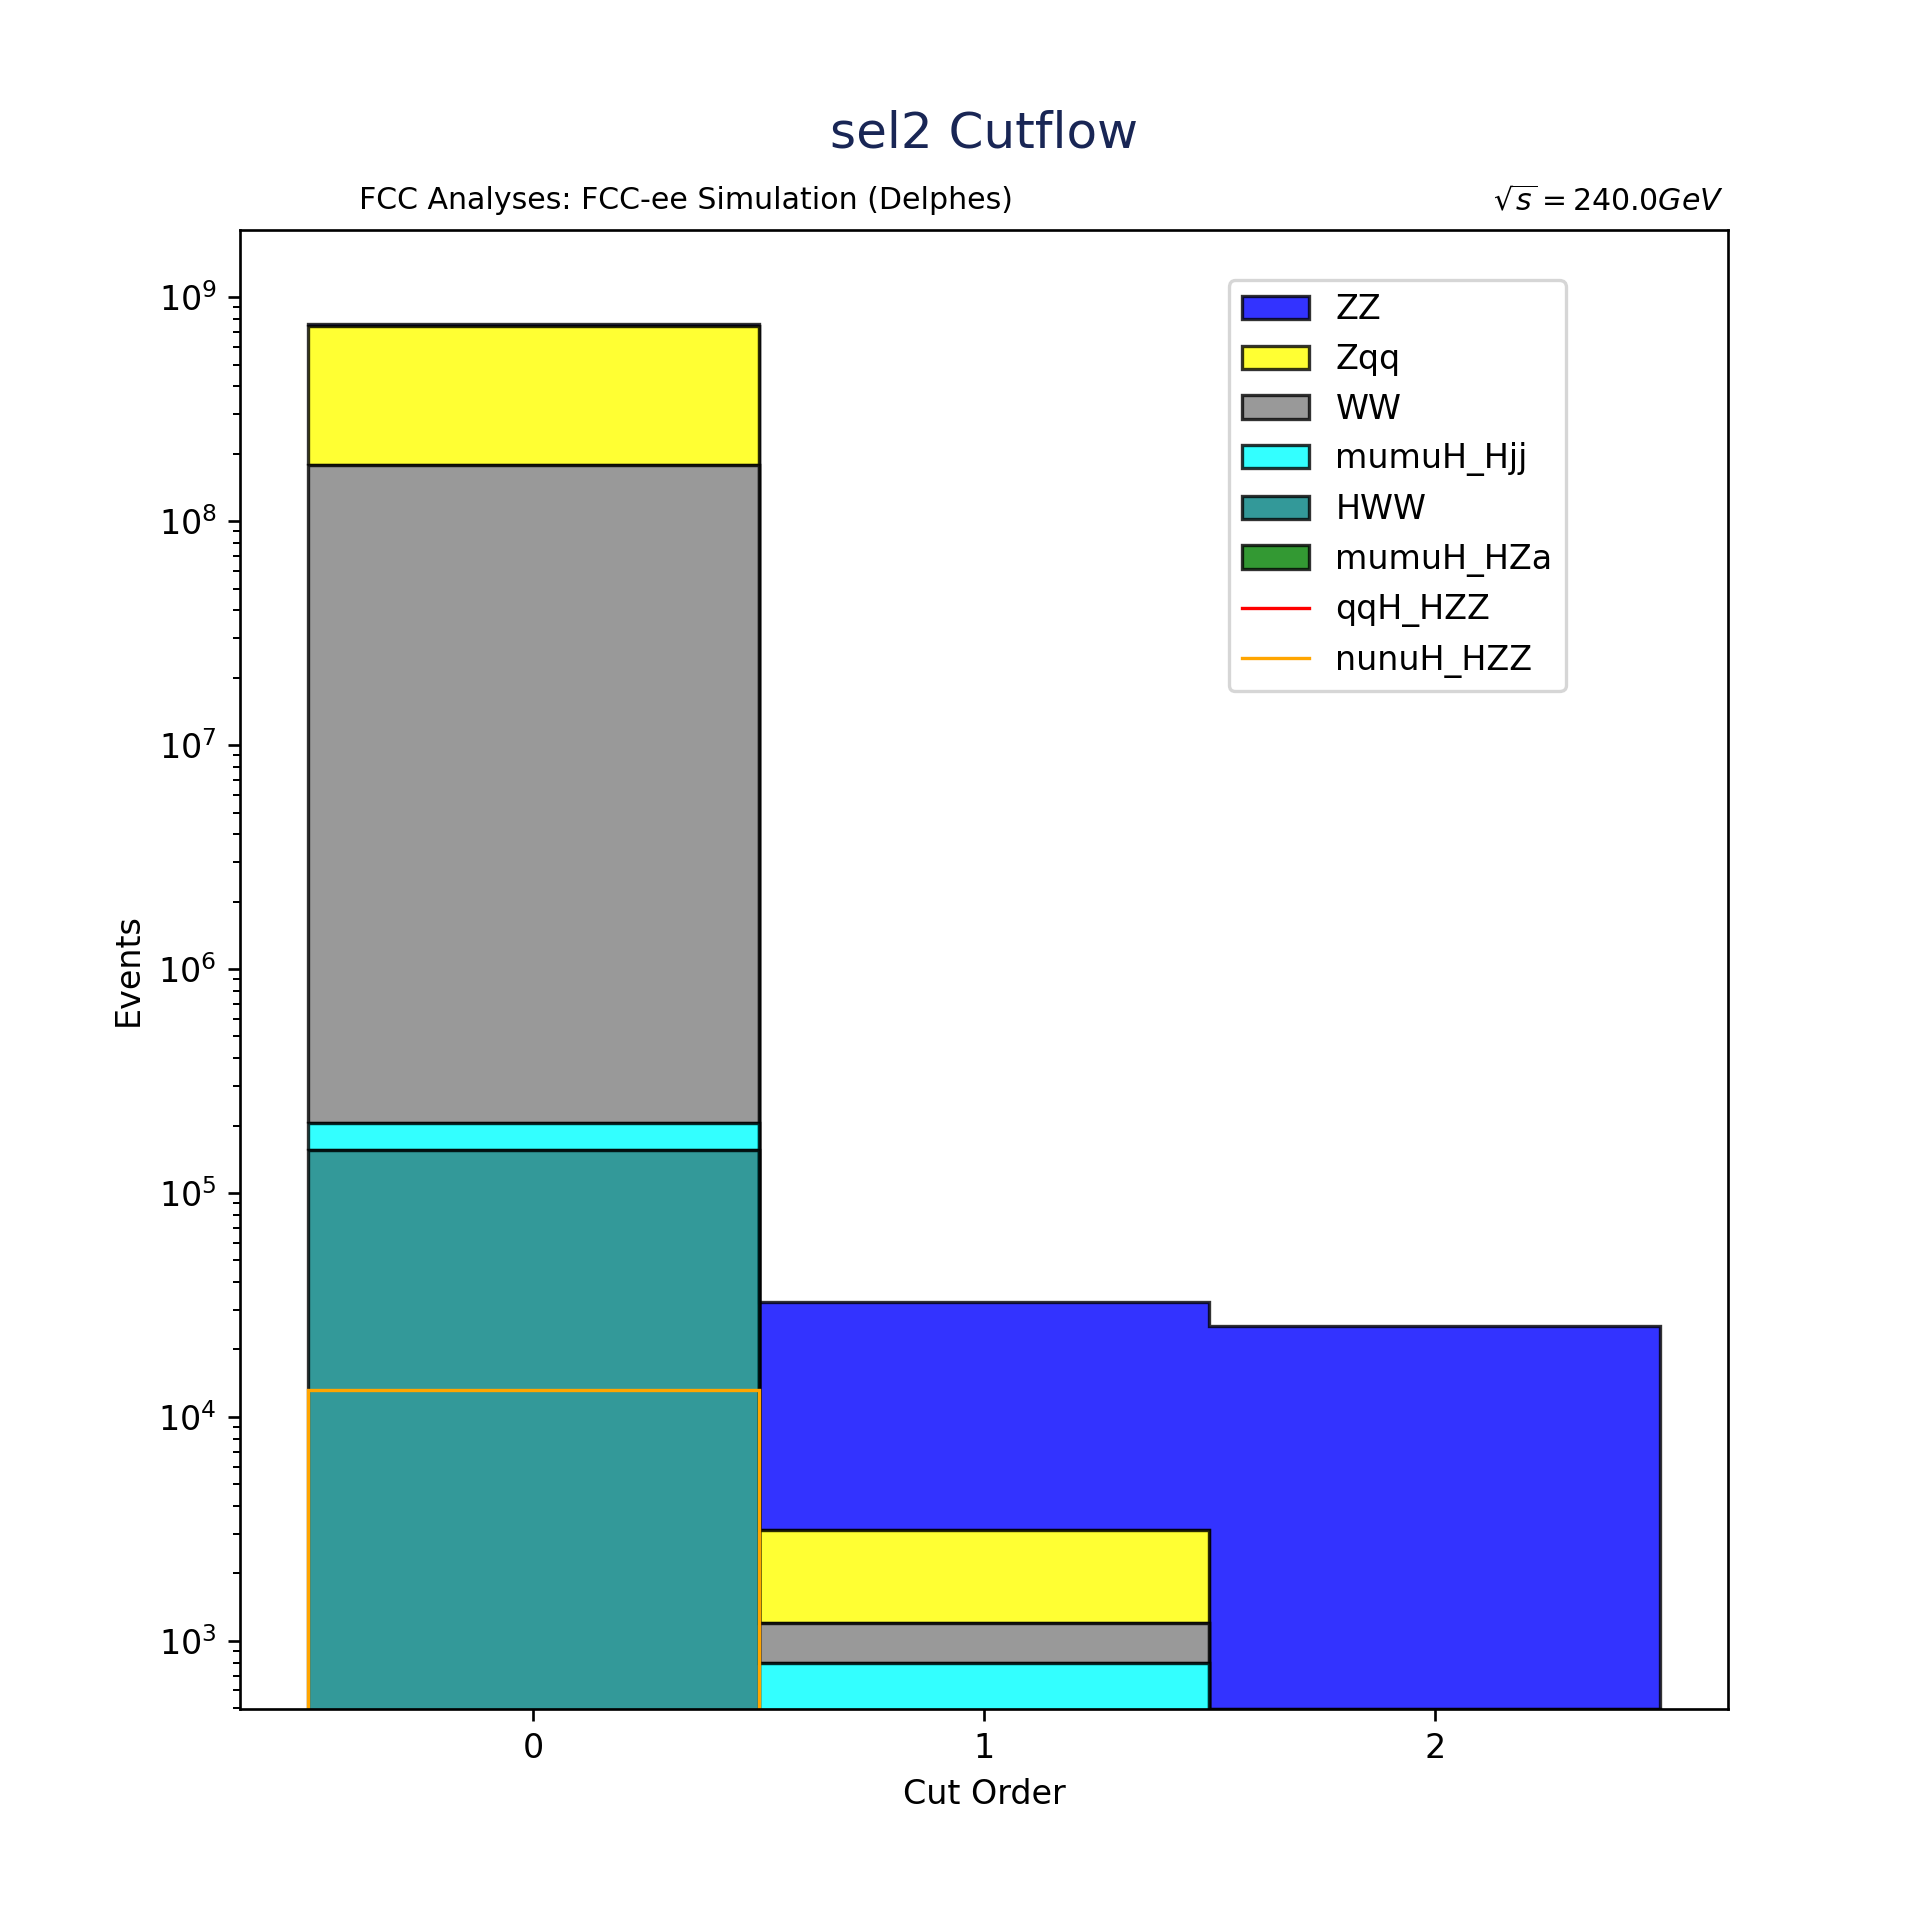 sel2 Cutflow
FCC Analyses: FCC-ee Simulation (Delphes)
√s = 240.0GeV
10⁹
10⁸
10⁷
10⁶
10⁵
10⁴
10³
Events
ZZ
Zqq
WW
mumuH_Hjj
HWW
mumuH_HZa
qqH_HZZ
nunuH_HZZ
0 1 2
Cut Order